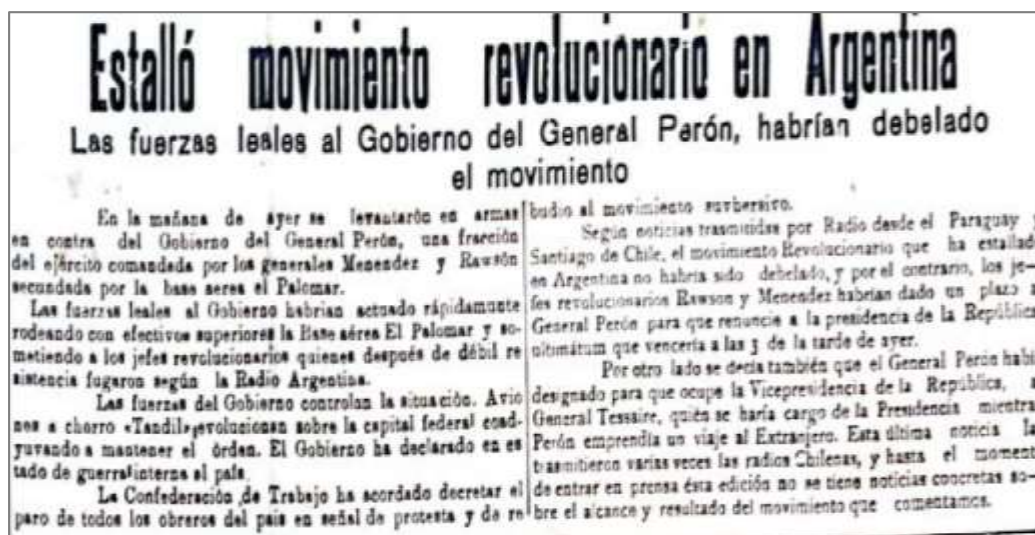 Estalló movimiento revolucionario en Argentina
Las fuerzas leales al Gobierno del General Perón, habrían debelado
el movimiento
En la mañana de ayer se levantarón en armas
en contra del Gobierno del General Perón, una fracción
del ejército comandada por los generales Menendez y Rawson
secundada por la base aerea el Palomar.
Las fuerzas leales al Gobierno habrían actuado rápidamente
rodeando con efectivos superiores la Base aérea El Palomar y so-
metiendo a los jefes revolucionarios quienes después de débil re
sistencia fugaron según la Radio Argentina.
Las fuerzas del Gobierno controlan la situación. Avio
nes a chorro «Tandil» evolucionan sobre la capital federal coad-
yuvando a mantener el órden. El Gobierno ha declarado en es
tado de guerra interna al país.
La Confederación de Trabajo ha acordado decretar el
paro de todos los obreros del país en señal de protesta y de re
budio al movimiento survbersivo.
Según noticias trasmitidas por Radio desde el Paraguay y
Santiago de Chile, el movimiento Revolucionario que ha estallad
en Argentina no habría sido debelado, y por el contrario, los je-
fes revolucionarios Rawson y Menendez habrían dado un plazo a
General Perón para que renuncie a la presidencia de la República
ultimátum que vencería a las 3 de la tarde de ayer.
Por otro lado se decía también que el General Perón habí
designado para que ocupe la Vicepresidencia de la República,
General Tessaire, quién se haría cargo de la Presidencia mientra
Perón emprendía un viaje al Extranjero. Esta última noticia la
trasmitieron varias veces las radios Chilenas, y hasta el moment
de entrar en prensa ésta edición no se tiene noticias concretas so-
bre el alcance y resultado del movimiento que comentamos.